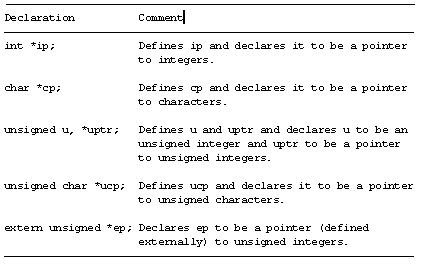 Declaration Comment
int *ip; Defines ip and declares it to be a pointer
to integers.
char *cp; Defines cp and declares it to be a pointer
to characters.
unsigned u, *uptr; Defines u and uptr and declares u to be an
unsigned integer and uptr to be a pointer
to unsigned integers.
unsigned char *ucp; Defines ucp and declares it to be a pointer
to unsigned characters.
extern unsigned *ep; Declares ep to be a pointer (defined
externally) to unsigned integers.